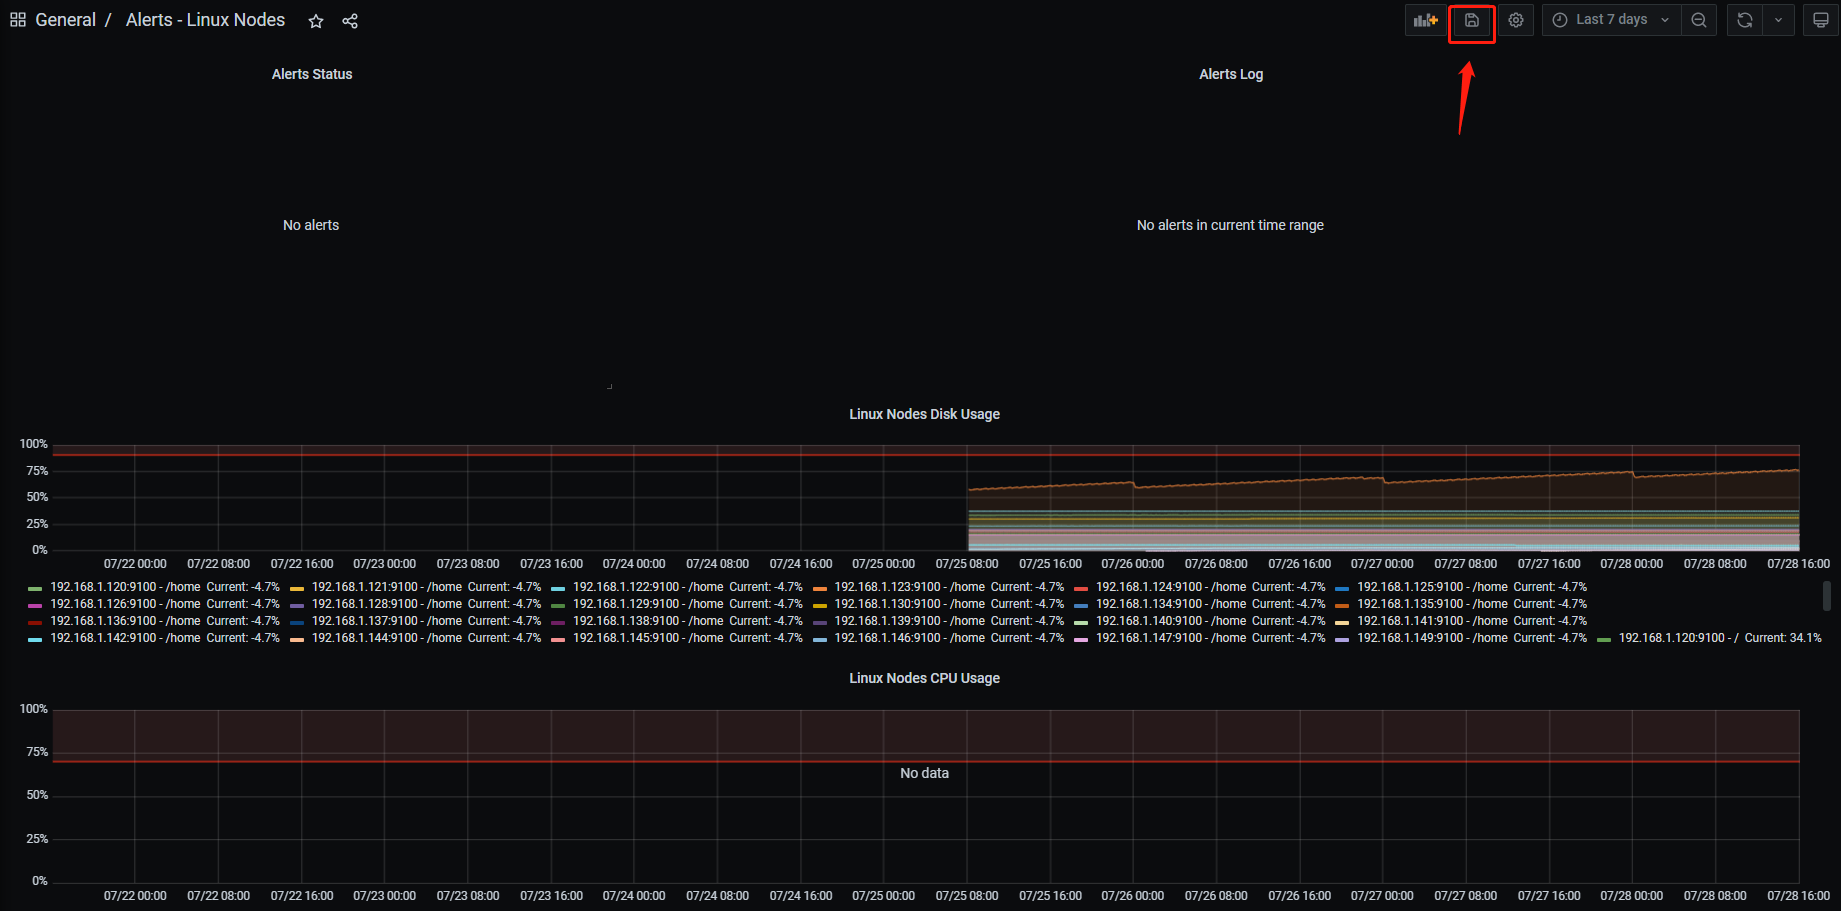 General / Alerts - Linux Nodes
Last 7 days
Alerts Status
Alerts Log
No alerts
No alerts in current time range
Linux Nodes Disk Usage
100%
75%
50%
25%
0%
07/22 00:00 07/22 08:00 07/22 16:00 07/23 00:00 07/23 08:00 07/23 16:00 07/24 00:00 07/24 08:00 07/24 16:00 07/25 00:00 07/25 08:00 07/25 16:00 07/26 00:00 07/26 08:00 07/26 16:00 07/27 00:00 07/27 08:00 07/27 16:00 07/28 00:00 07/28 08:00 07/28 16:00
192.168.1.120:9100 - /home Current: -4.7% 192.168.1.121:9100 - /home Current: -4.7% 192.168.1.122:9100 - /home Current: -4.7% 192.168.1.123:9100 - /home Current: -4.7% 192.168.1.124:9100 - /home Current: -4.7% 192.168.1.125:9100 - /home Current: -4.7%
192.168.1.126:9100 - /home Current: -4.7% 192.168.1.128:9100 - /home Current: -4.7% 192.168.1.129:9100 - /home Current: -4.7% 192.168.1.130:9100 - /home Current: -4.7% 192.168.1.134:9100 - /home Current: -4.7% 192.168.1.135:9100 - /home Current: -4.7%
192.168.1.136:9100 - /home Current: -4.7% 192.168.1.137:9100 - /home Current: -4.7% 192.168.1.138:9100 - /home Current: -4.7% 192.168.1.139:9100 - /home Current: -4.7% 192.168.1.140:9100 - /home Current: -4.7% 192.168.1.141:9100 - /home Current: -4.7%
192.168.1.142:9100 - /home Current: -4.7% 192.168.1.144:9100 - /home Current: -4.7% 192.168.1.145:9100 - /home Current: -4.7% 192.168.1.146:9100 - /home Current: -4.7% 192.168.1.147:9100 - /home Current: -4.7% 192.168.1.149:9100 - /home Current: -4.7% 192.168.1.120:9100 - / Current: 34.1%
Linux Nodes CPU Usage
100%
75%
No data
50%
25%
0%
07/22 00:00 07/22 08:00 07/22 16:00 07/23 00:00 07/23 08:00 07/23 16:00 07/24 00:00 07/24 08:00 07/24 16:00 07/25 00:00 07/25 08:00 07/25 16:00 07/26 00:00 07/26 08:00 07/26 16:00 07/27 00:00 07/27 08:00 07/27 16:00 07/28 00:00 07/28 08:00 07/28 16:00